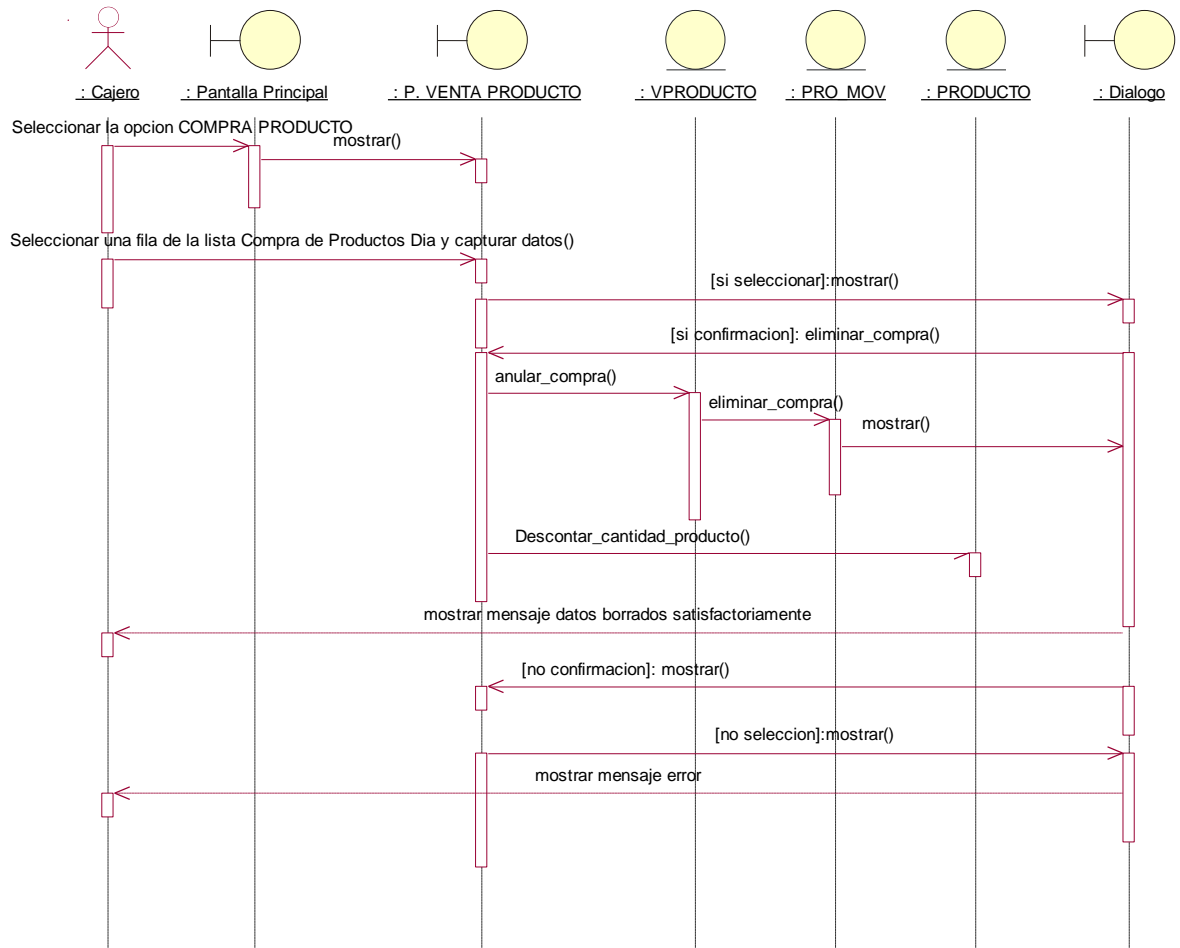 : Cajero
: Pantalla Principal
: P. VENTA PRODUCTO
: VPRODUCTO
: PRO_MOV
: PRODUCTO
: Dialogo
Seleccionar la opcion COMPRA PRODUCTO
mostrar()
Seleccionar una fila de la lista Compra de Productos Dia y capturar datos()
[si seleccionar]:mostrar()
[si confirmacion]: eliminar_compra()
anular_compra()
eliminar_compra()
mostrar()
Descontar_cantidad_producto()
mostrar mensaje datos borrados satisfactoriamente
[no confirmacion]: mostrar()
[no seleccion]:mostrar()
mostrar mensaje error